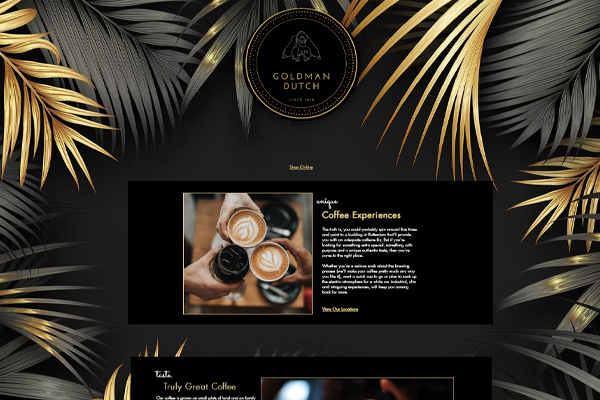 GOLDMAN
DUTCH
SINCE 2018
Shop Online
unique
Coffee Experiences
The truth is, you could probably spin around five times
and point to a building in Rotterdam that'll provide
you with an adequate caffeine fix. But if you're
looking for something extra special, something with
purpose and a unique authentic taste, then you've
come to the right place.
Whether you're a serious snob about the brewing
process (we'll make your coffee pretty much any way
you like it), want a quick cup to go or plan to soak up
the electric atmosphere for a while our industrial, chic
and intriguing experiences, will keep you coming
back for more.
View Our Locations
taste
Truly Great Coffee
Our coffee is grown on small plots of land and on family